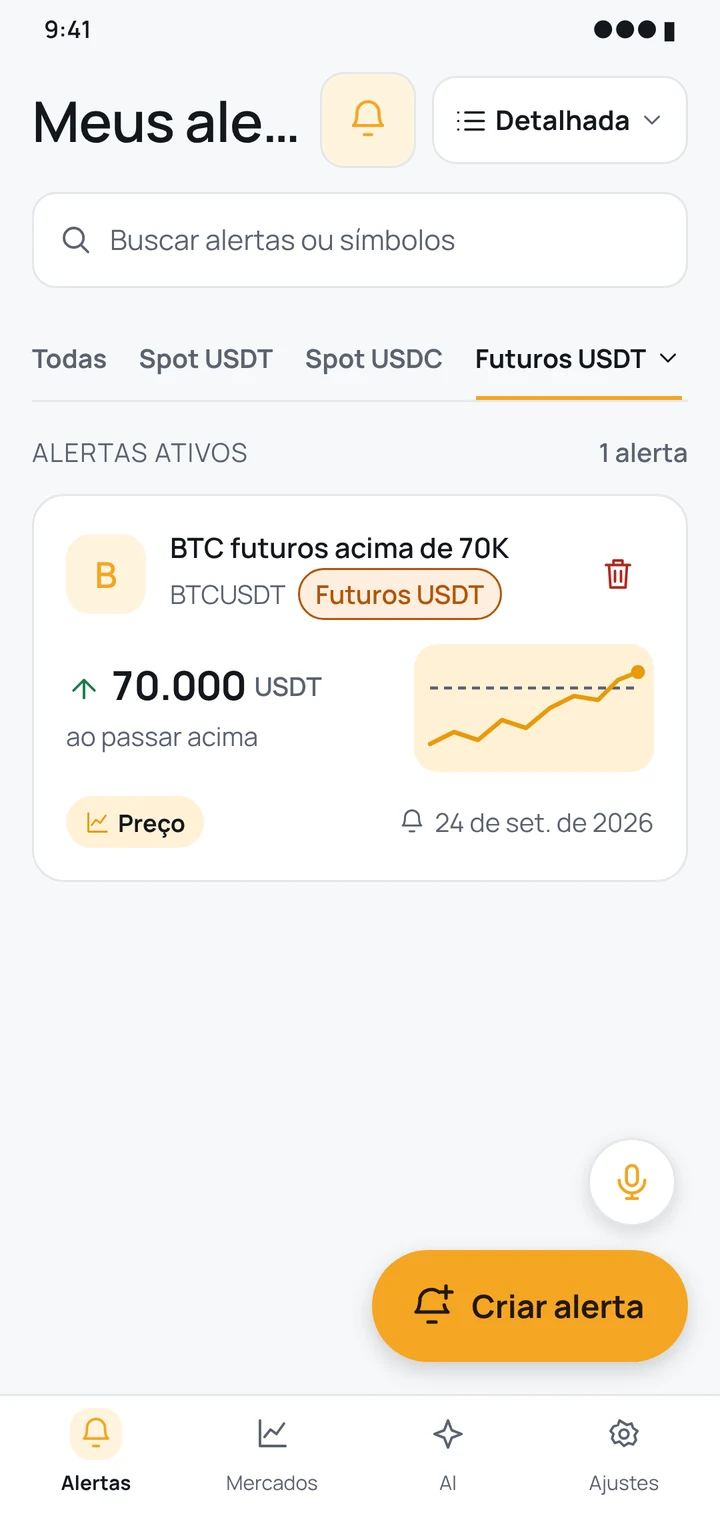 9:41
Meus ale...
Detalhada
Buscar alertas ou símbolos
Todas Spot USDT Spot USDC Futuros USDT
ALERTAS ATIVOS 1 alerta
B
BTC futuros acima de 70K
BTCUSDT Futuros USDT
70.000 USDT
ao passar acima
Preço 24 de set. de 2026
Criar alerta
Alertas Mercados AI Ajustes